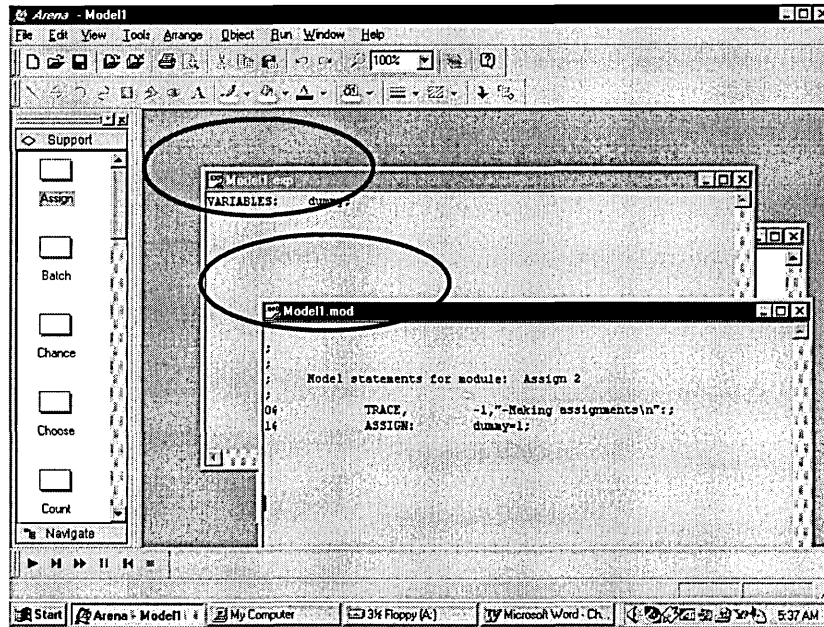 Arena - Model1
File Edit View Tools Arrange Object Run Window Help
100%
A
Support
Assign
Batch
Chance
Choose
Count
Navigate
Model1.exp
VARIABLES: dummy;
Model1.mod
;
;
; Model statements for module: Assign 2
;
0$ TRACE, -1,"-Making assignments\n":;
1$ ASSIGN: dummy=1;
Start
Arena - Model1
My Computer
3½ Floppy (A:)
Microsoft Word - Ch...
5:37 AM